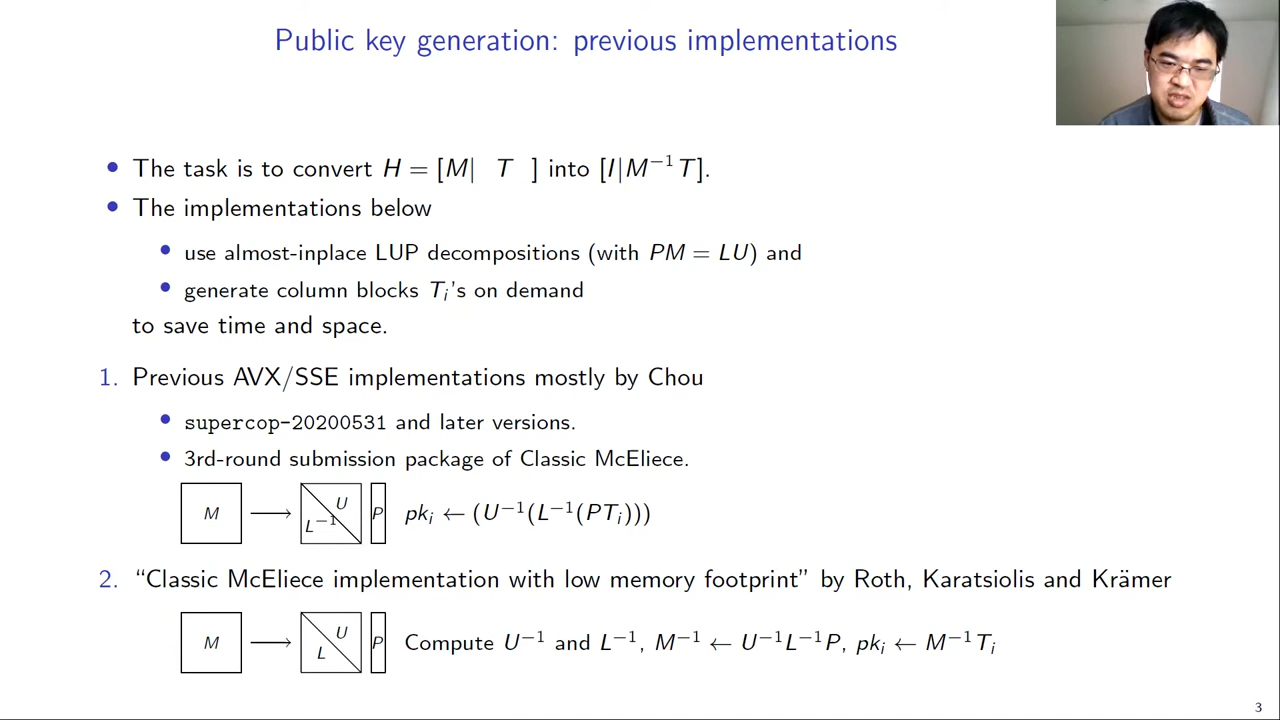 Public key generation: previous implementations
• The task is to convert H = [M| T ] into [I|M⁻¹T].
• The implementations below
• use almost-inplace LUP decompositions (with PM = LU) and
• generate column blocks Tᵢ's on demand
to save time and space.
1. Previous AVX/SSE implementations mostly by Chou
• supercop-20200531 and later versions.
• 3rd-round submission package of Classic McEliece.
M ⟶ L⁻¹ U P pkᵢ ← (U⁻¹(L⁻¹(PTᵢ)))
2. “Classic McEliece implementation with low memory footprint” by Roth, Karatsiolis and Krämer
M ⟶ L U P Compute U⁻¹ and L⁻¹, M⁻¹ ← U⁻¹L⁻¹P, pkᵢ ← M⁻¹Tᵢ
3